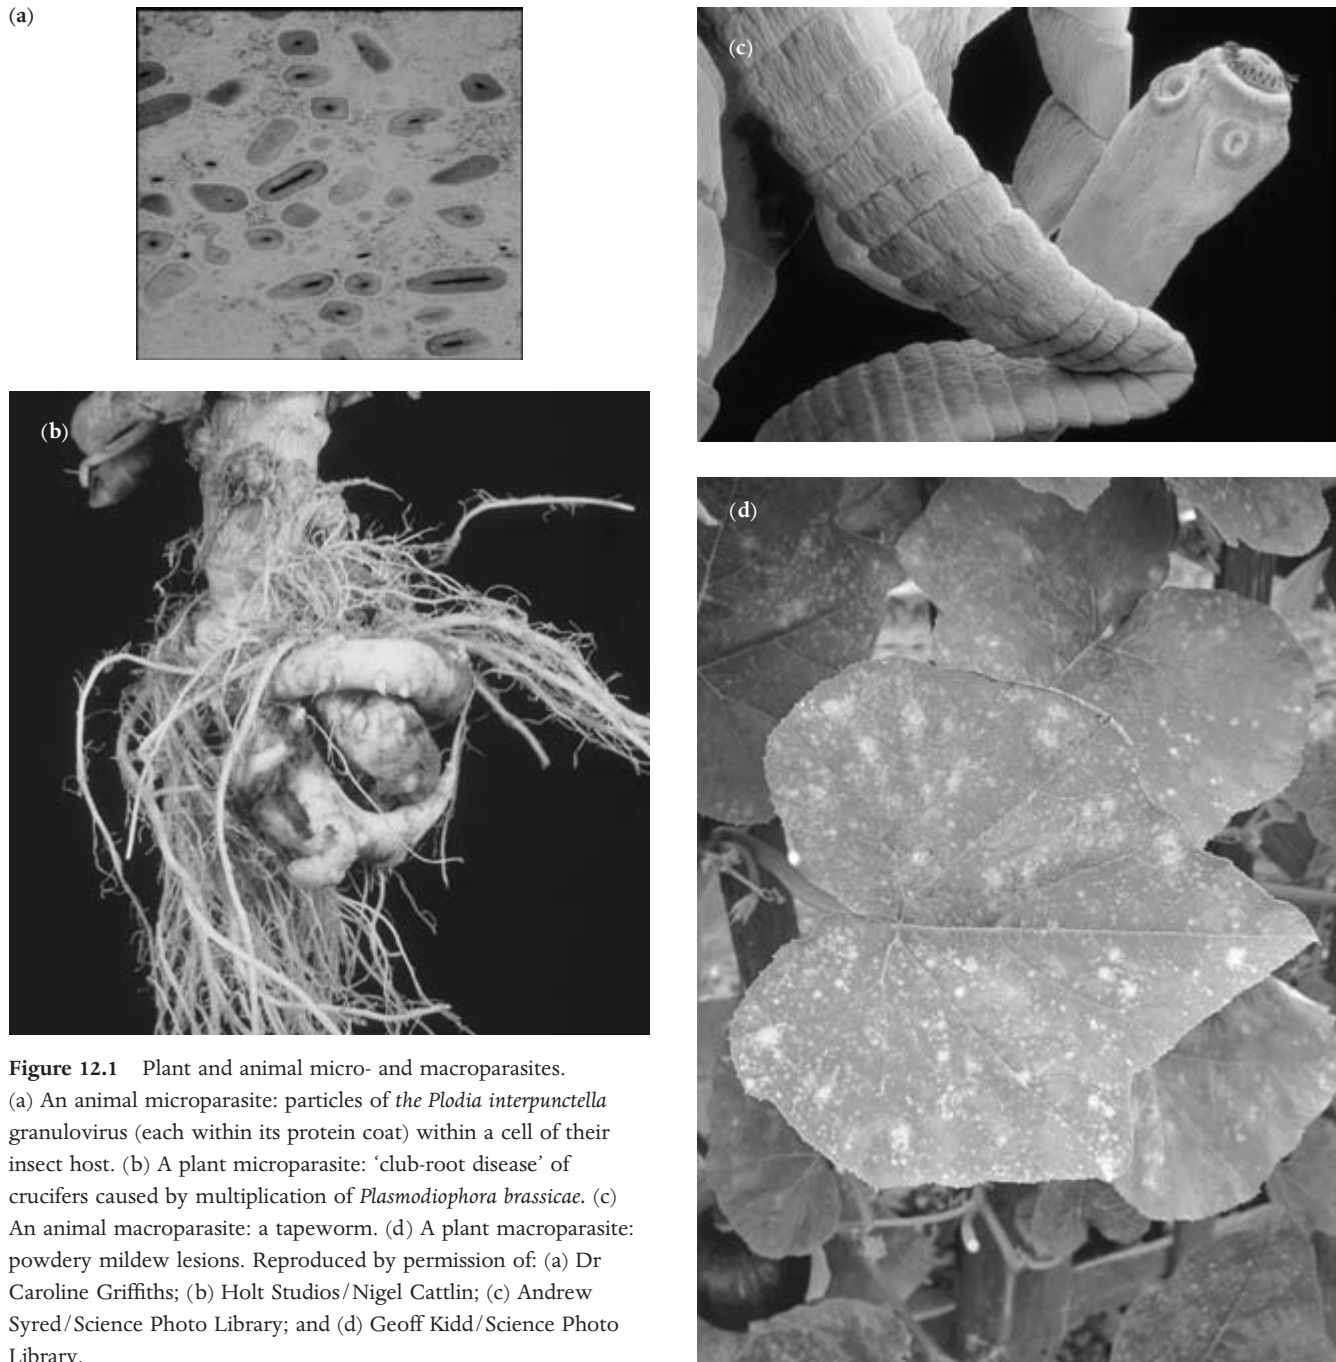 (a)
(c)
(b)
(d)
Figure 12.1 Plant and animal micro- and macroparasites.
(a) An animal microparasite: particles of the Plodia interpunctella
granulovirus (each within its protein coat) within a cell of their
insect host. (b) A plant microparasite: ‘club-root disease’ of
crucifers caused by multiplication of Plasmodiophora brassicae. (c)
An animal macroparasite: a tapeworm. (d) A plant macroparasite:
powdery mildew lesions. Reproduced by permission of: (a) Dr
Caroline Griffiths; (b) Holt Studios/Nigel Cattlin; (c) Andrew
Syred/Science Photo Library; and (d) Geoff Kidd/Science Photo
Library.